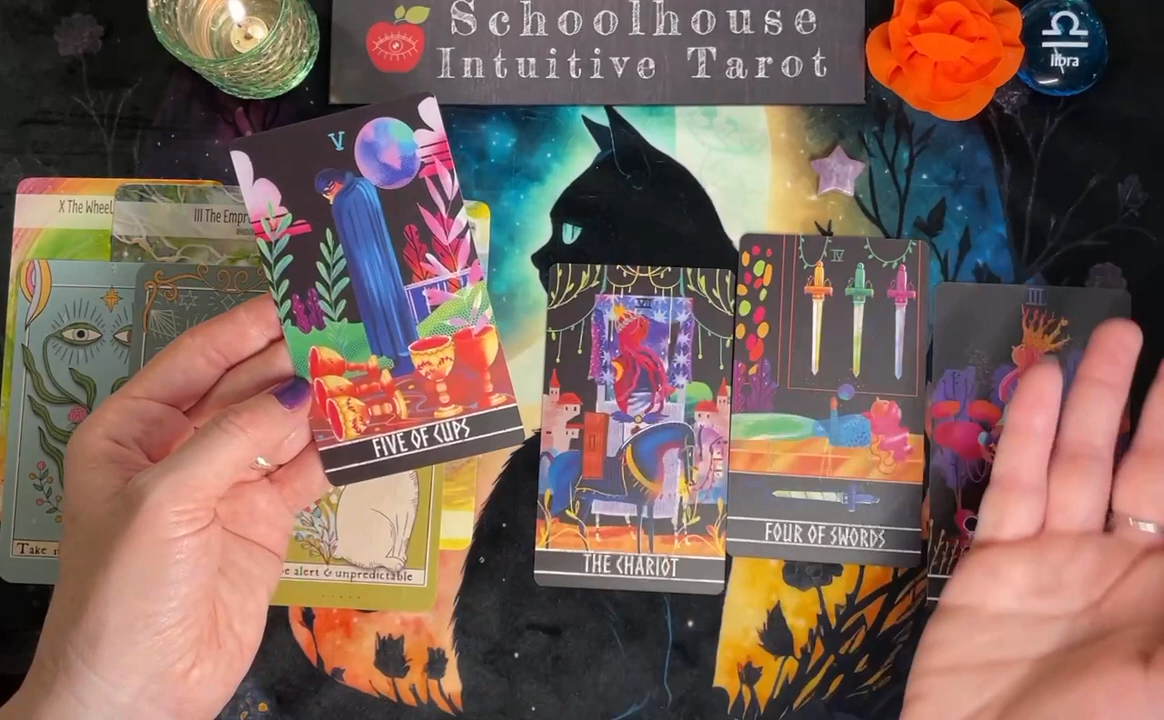 Schoolhouse
Intuitive Tarot
libra
V
X The Wheel
III The Empr
FIVE OF CUPS
VII
THE CHARIOT
IV
FOUR OF SWORDS
III
Take
be alert & unpredictable